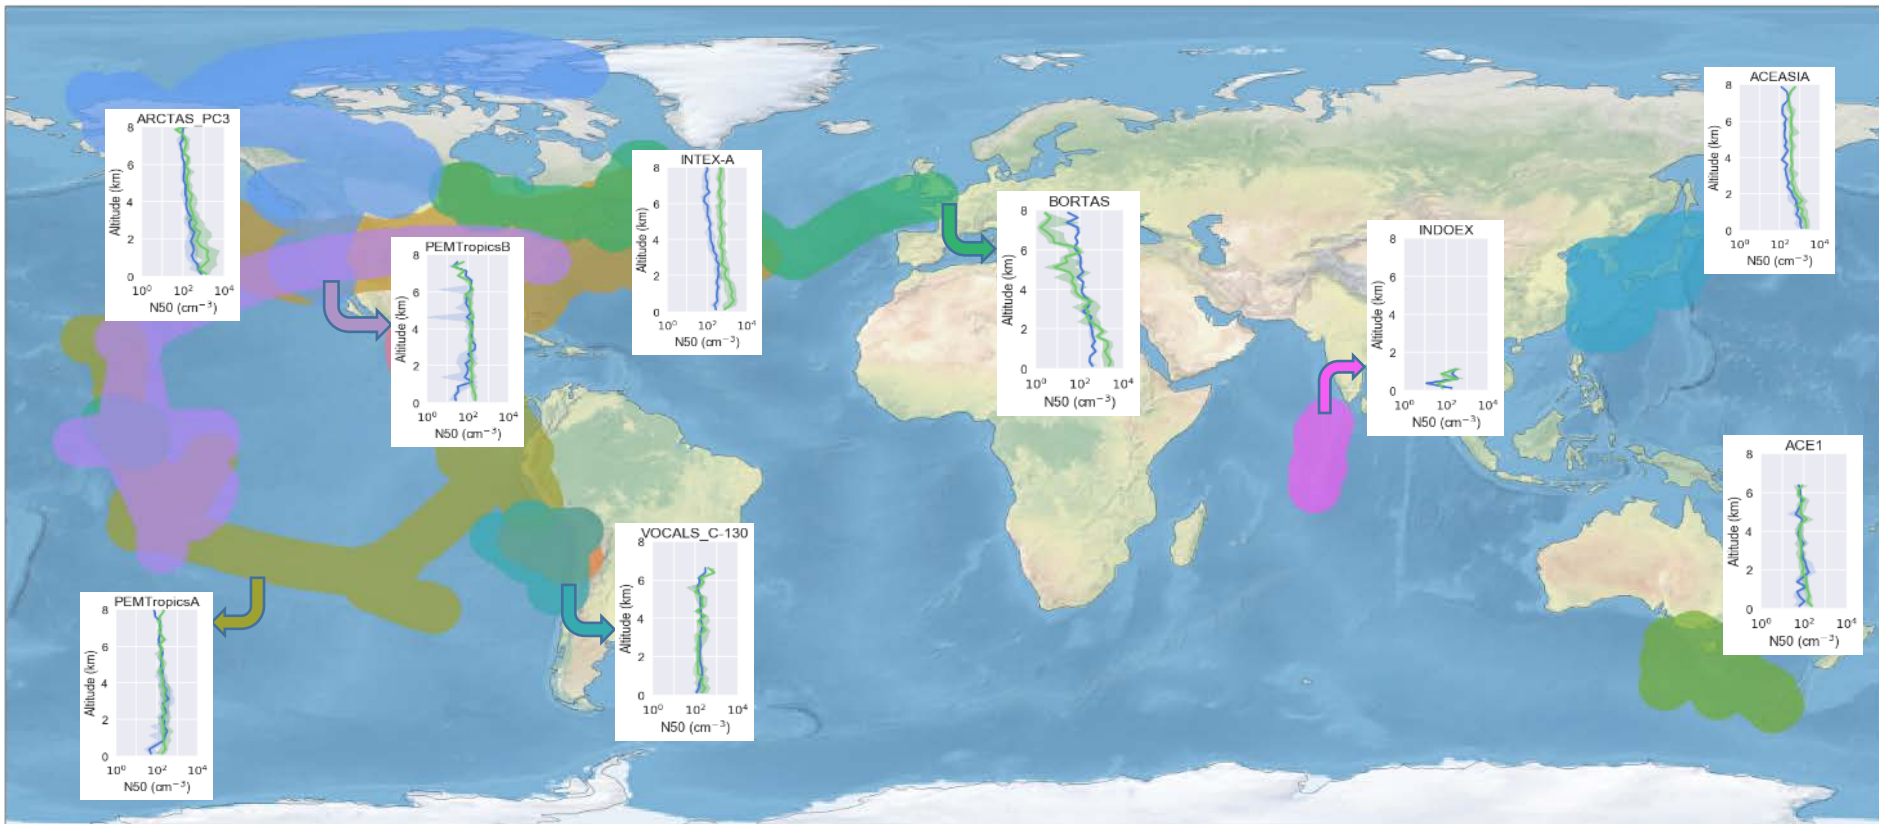 ARCTAS_PC3
8
6
4
2
0
Altitude (km)
10⁰ 10² 10⁴
N50 (cm⁻³)
PEMTropicsB
8
6
4
2
0
Altitude (km)
10⁰ 10² 10⁴
N50 (cm⁻³)
INTEX-A
8
6
4
2
0
Altitude (km)
10⁰ 10² 10⁴
N50 (cm⁻³)
BORTAS
8
6
4
2
0
Altitude (km)
10⁰ 10² 10⁴
N50 (cm⁻³)
INDOEX
8
6
4
2
0
Altitude (km)
10⁰ 10² 10⁴
N50 (cm⁻³)
ACEASIA
8
6
4
2
0
Altitude (km)
10⁰ 10² 10⁴
N50 (cm⁻³)
PEMTropicsA
8
6
4
2
0
Altitude (km)
10⁰ 10² 10⁴
N50 (cm⁻³)
VOCALS_C-130
8
6
4
2
0
Altitude (km)
10⁰ 10² 10⁴
N50 (cm⁻³)
ACE1
8
6
4
2
0
Altitude (km)
10⁰ 10² 10⁴
N50 (cm⁻³)